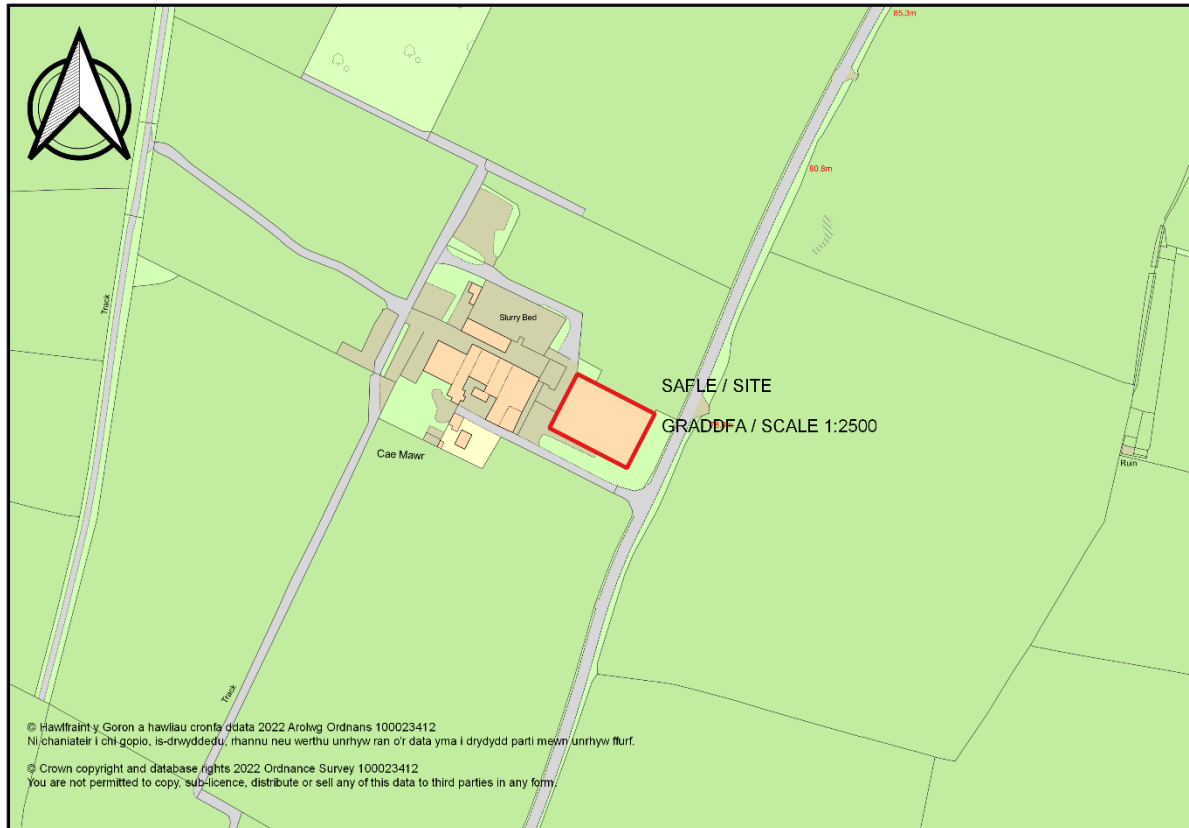 85.3m
80.8m
Track
Slurry Bed
SAFLE / SITE
GRADDFA / SCALE 1:2500
Cae Mawr
Ruin
Track
© Hawlfraint y Goron a hawliau cronfa ddata 2022 Arolwg Ordnans 100023412
Ni chaniateir i chi gopio, is-drwyddedu, rhannu neu werthu unrhyw ran o'r data yma i drydydd parti mewn unrhyw ffurf.
© Crown copyright and database rights 2022 Ordnance Survey 100023412
You are not permitted to copy, sub-licence, distribute or sell any of this data to third parties in any form.